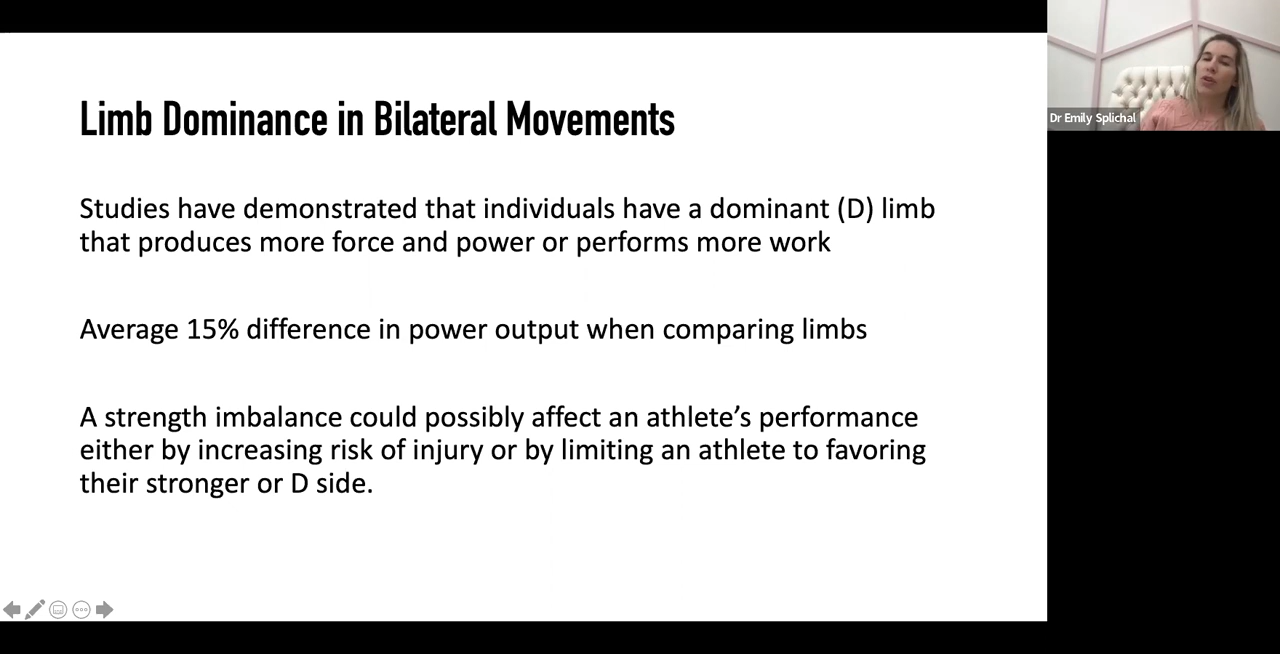 Limb Dominance in Bilateral Movements
Studies have demonstrated that individuals have a dominant (D) limb
that produces more force and power or performs more work
Average 15% difference in power output when comparing limbs
A strength imbalance could possibly affect an athlete’s performance
either by increasing risk of injury or by limiting an athlete to favoring
their stronger or D side.
Dr Emily Splichal